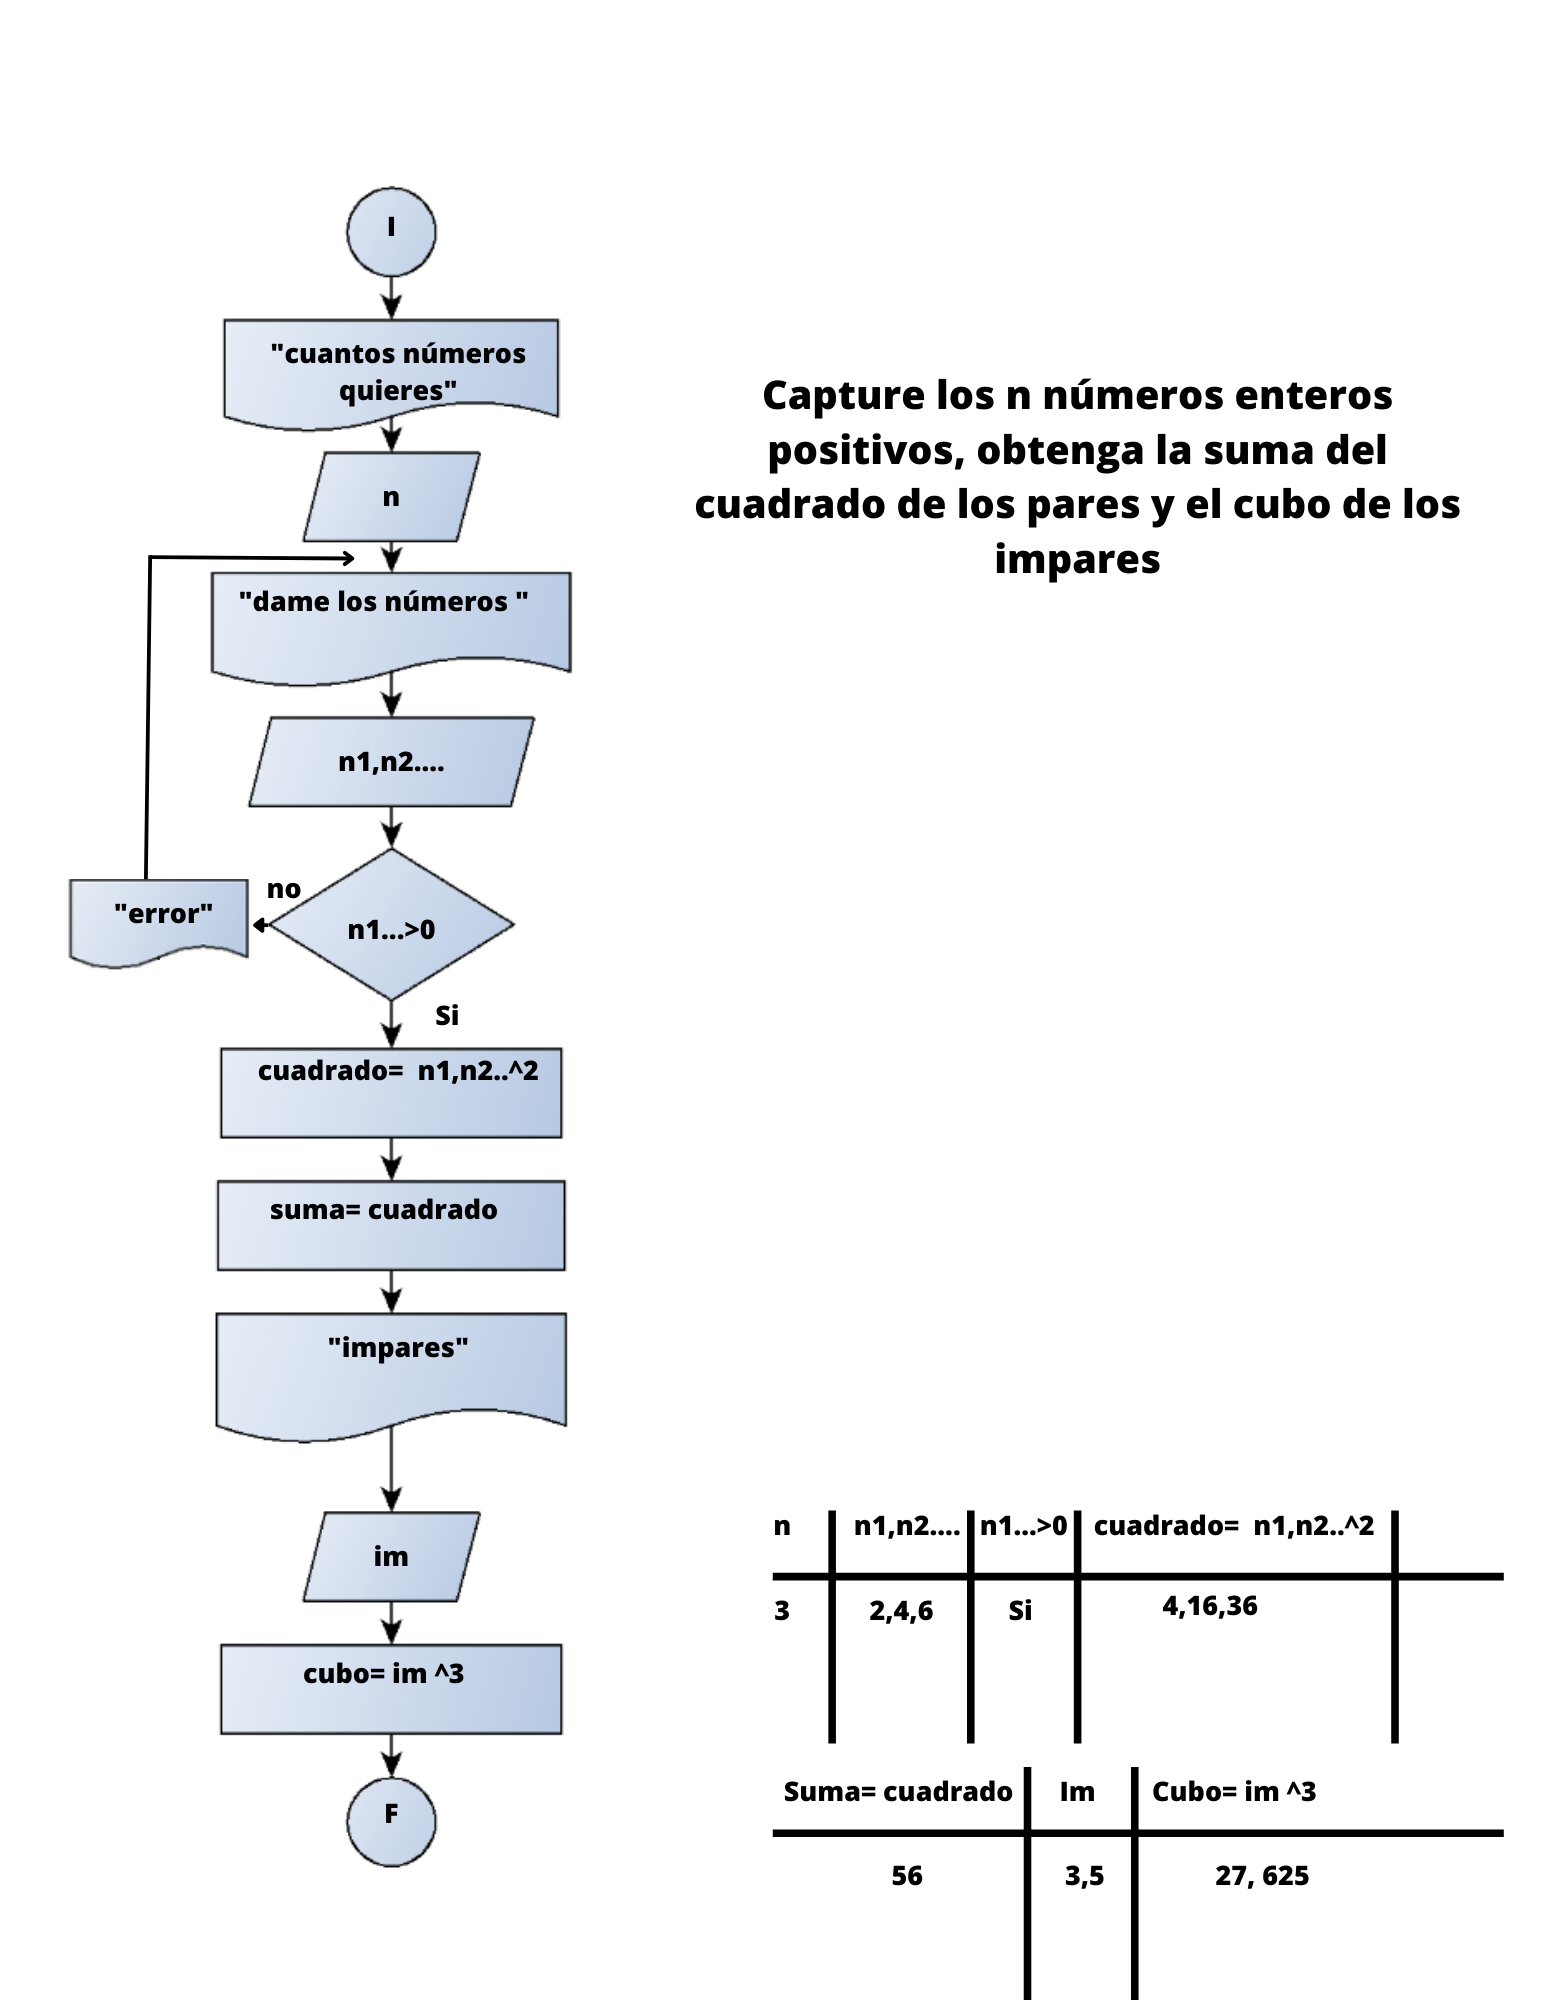 I
"cuantos números
quieres"
n
"dame los números "
n1,n2....
n1...>0
no
"error"
Si
cuadrado=  n1,n2..^2
suma= cuadrado
"impares"
im
cubo= im ^3
F
Capture los n números enteros
positivos, obtenga la suma del
cuadrado de los pares y el cubo de los
impares
n n1,n2.... n1...>0 cuadrado=  n1,n2..^2
3 2,4,6 Si 4,16,36
Suma= cuadrado Im Cubo= im ^3
56 3,5 27, 625